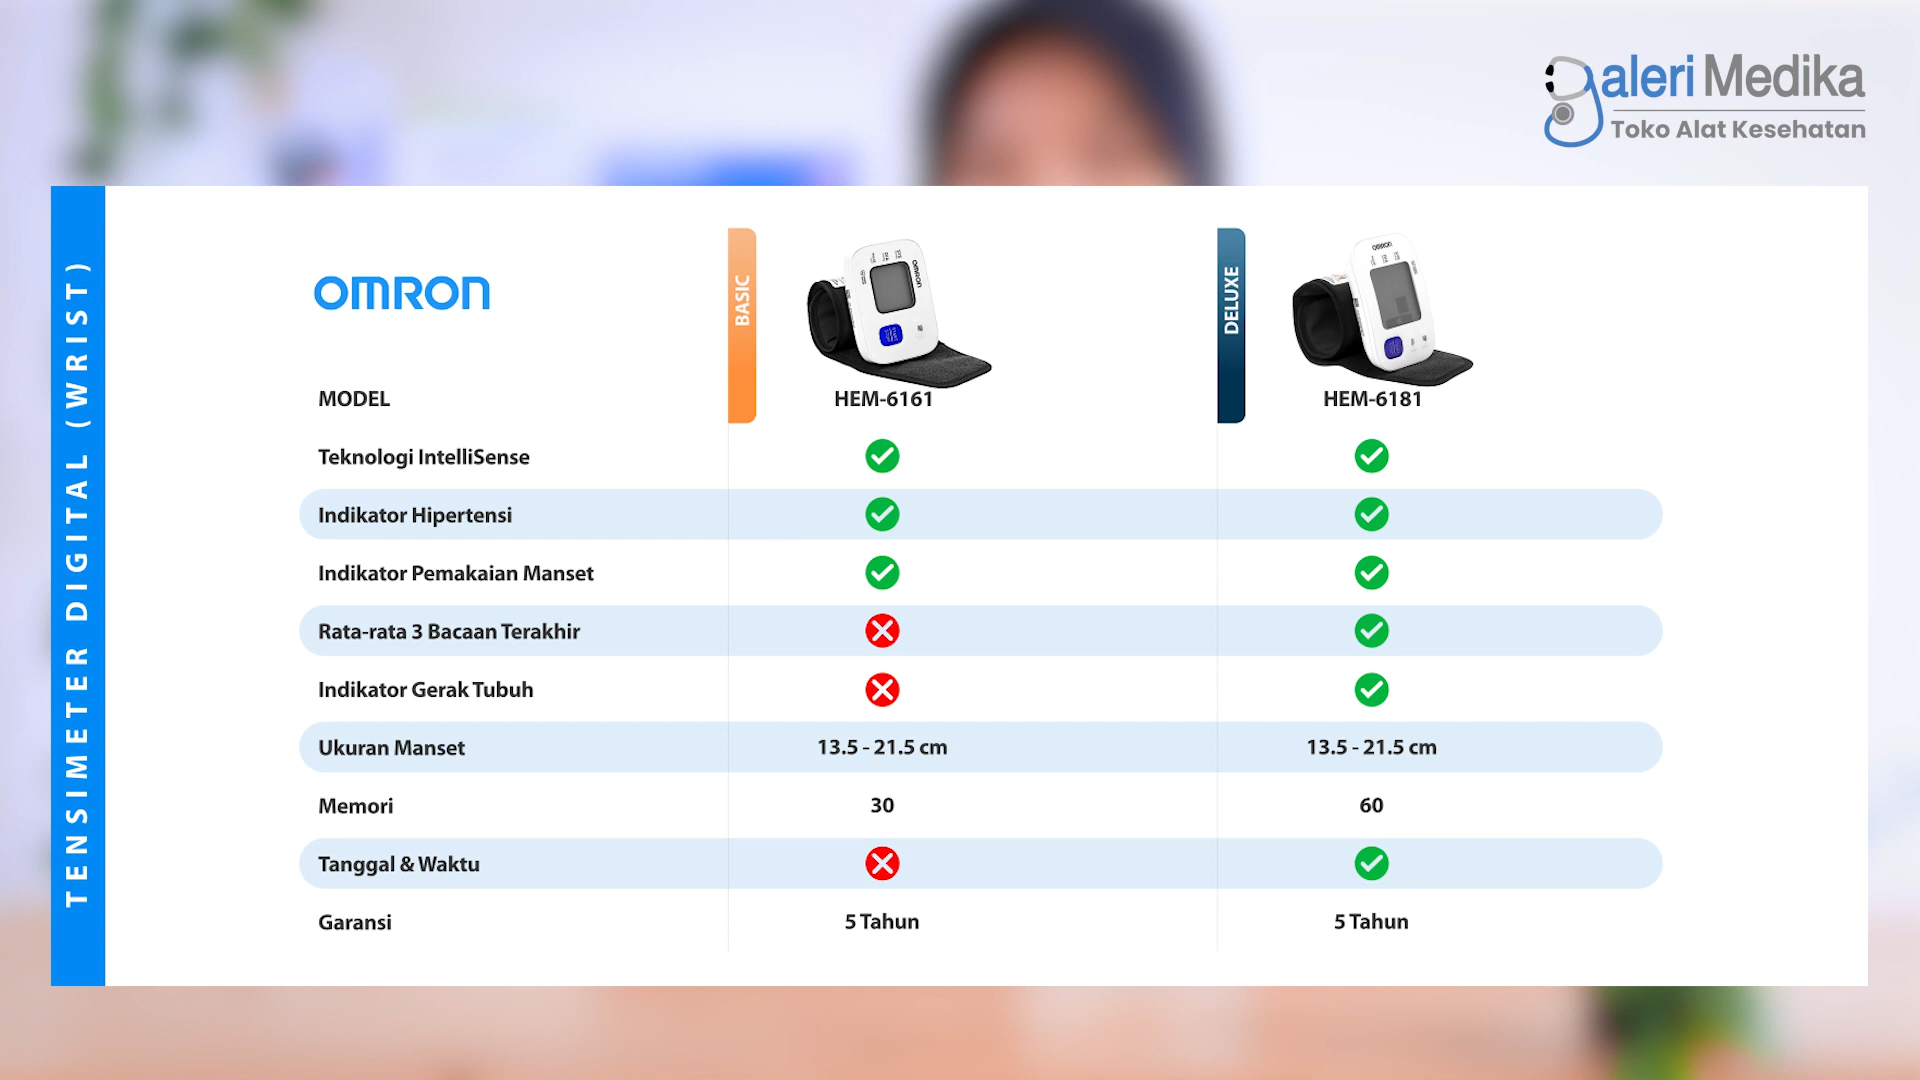 Galeri Medika
Toko Alat Kesehatan
TENSIMETER DIGITAL (WRIST)
OMRON
BASIC
DELUXE
MODEL HEM-6161 HEM-6181
Teknologi IntelliSense
Indikator Hipertensi
Indikator Pemakaian Manset
Rata-rata 3 Bacaan Terakhir
Indikator Gerak Tubuh
Ukuran Manset 13.5 - 21.5 cm 13.5 - 21.5 cm
Memori 30 60
Tanggal & Waktu
Garansi 5 Tahun 5 Tahun